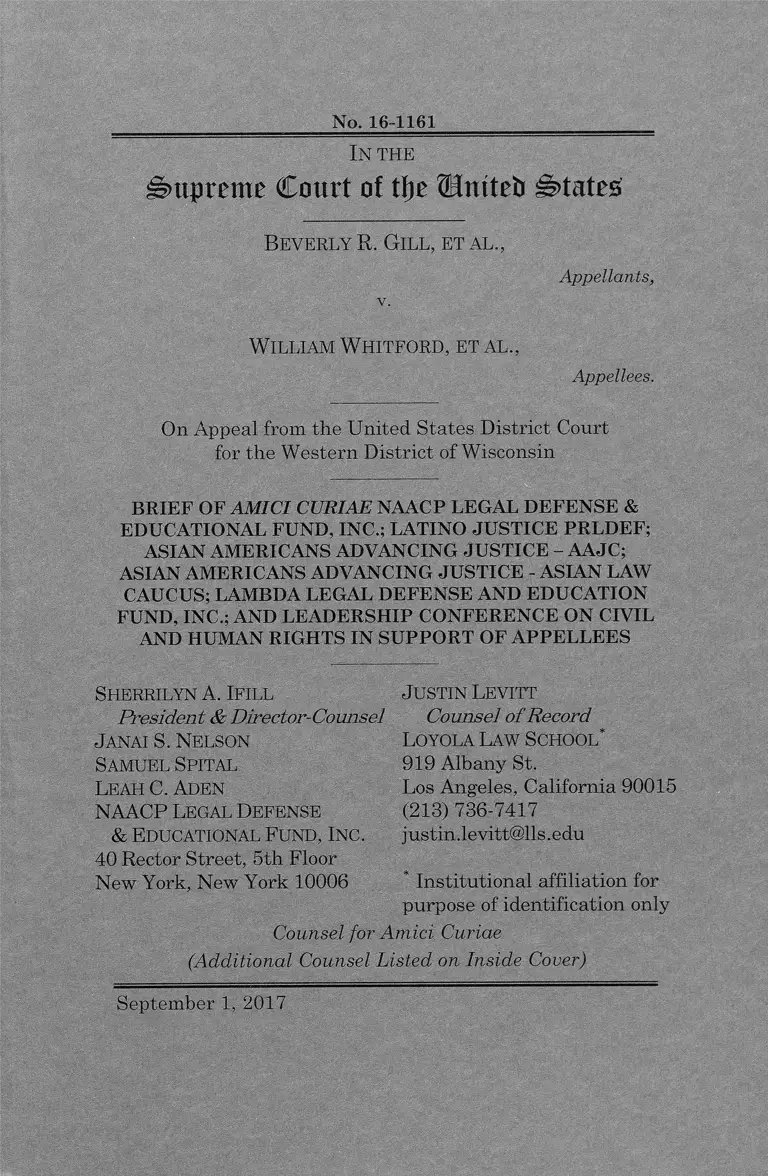 No. 16-1161
IN THE
Supreme Court of the United States
BEVERLY R. GILL, ET AL.,
Appellants,
v.
WILLIAM WHITFORD, ET AL.,
Appellees.
On Appeal from the United States District Court
for the Western District of Wisconsin
BRIEF OF AMICI CURIAE NAACP LEGAL DEFENSE &
EDUCATIONAL FUND, INC.; LATINO JUSTICE PRLDEF;
ASIAN AMERICANS ADVANCING JUSTICE – AAJC;
ASIAN AMERICANS ADVANCING JUSTICE - ASIAN LAW
CAUCUS; LAMBDA LEGAL DEFENSE AND EDUCATION
FUND, INC.; AND LEADERSHIP CONFERENCE ON CIVIL
AND HUMAN RIGHTS IN SUPPORT OF APPELLEES
SHERRILYN A. IFILL
President & Director-Counsel
JANAI S. NELSON
SAMUEL SPITAL
LEAH C. ADEN
NAACP LEGAL DEFENSE
& EDUCATIONAL FUND, INC.
40 Rector Street, 5th Floor
New York, New York 10006
JUSTIN LEVITT
Counsel of Record
LOYOLA LAW SCHOOL*
919 Albany St.
Los Angeles, California 90015
(213) 736-7417
justin.levitt@lls.edu
* Institutional affiliation for
purpose of identification only
Counsel for Amici Curiae
(Additional Counsel Listed on Inside Cover)
September 1, 2017